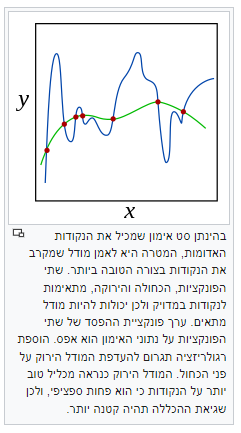 y
x
בהינתן סט אימון שמכיל את הנקודות
האדומות, המטרה היא לאמן מודל שמקרב
את הנקודות בצורה הטובה ביותר. שתי
הפונקציות, הכחולה והירוקה, מתאימות
לנקודות במדויק ולכן יכולות להיות מודל
מתאים. ערך פונקציית ההפסד של שתי
הפונקציות על נתוני האימון הוא אפס. הוספת
רגולריזציה תגרום להעדפת המודל הירוק על
פני הכחול. המודל הירוק כנראה מכליל טוב
יותר על הנקודות כי הוא פחות ספציפי, ולכן
שגיאת ההכללה תהיה קטנה יותר.